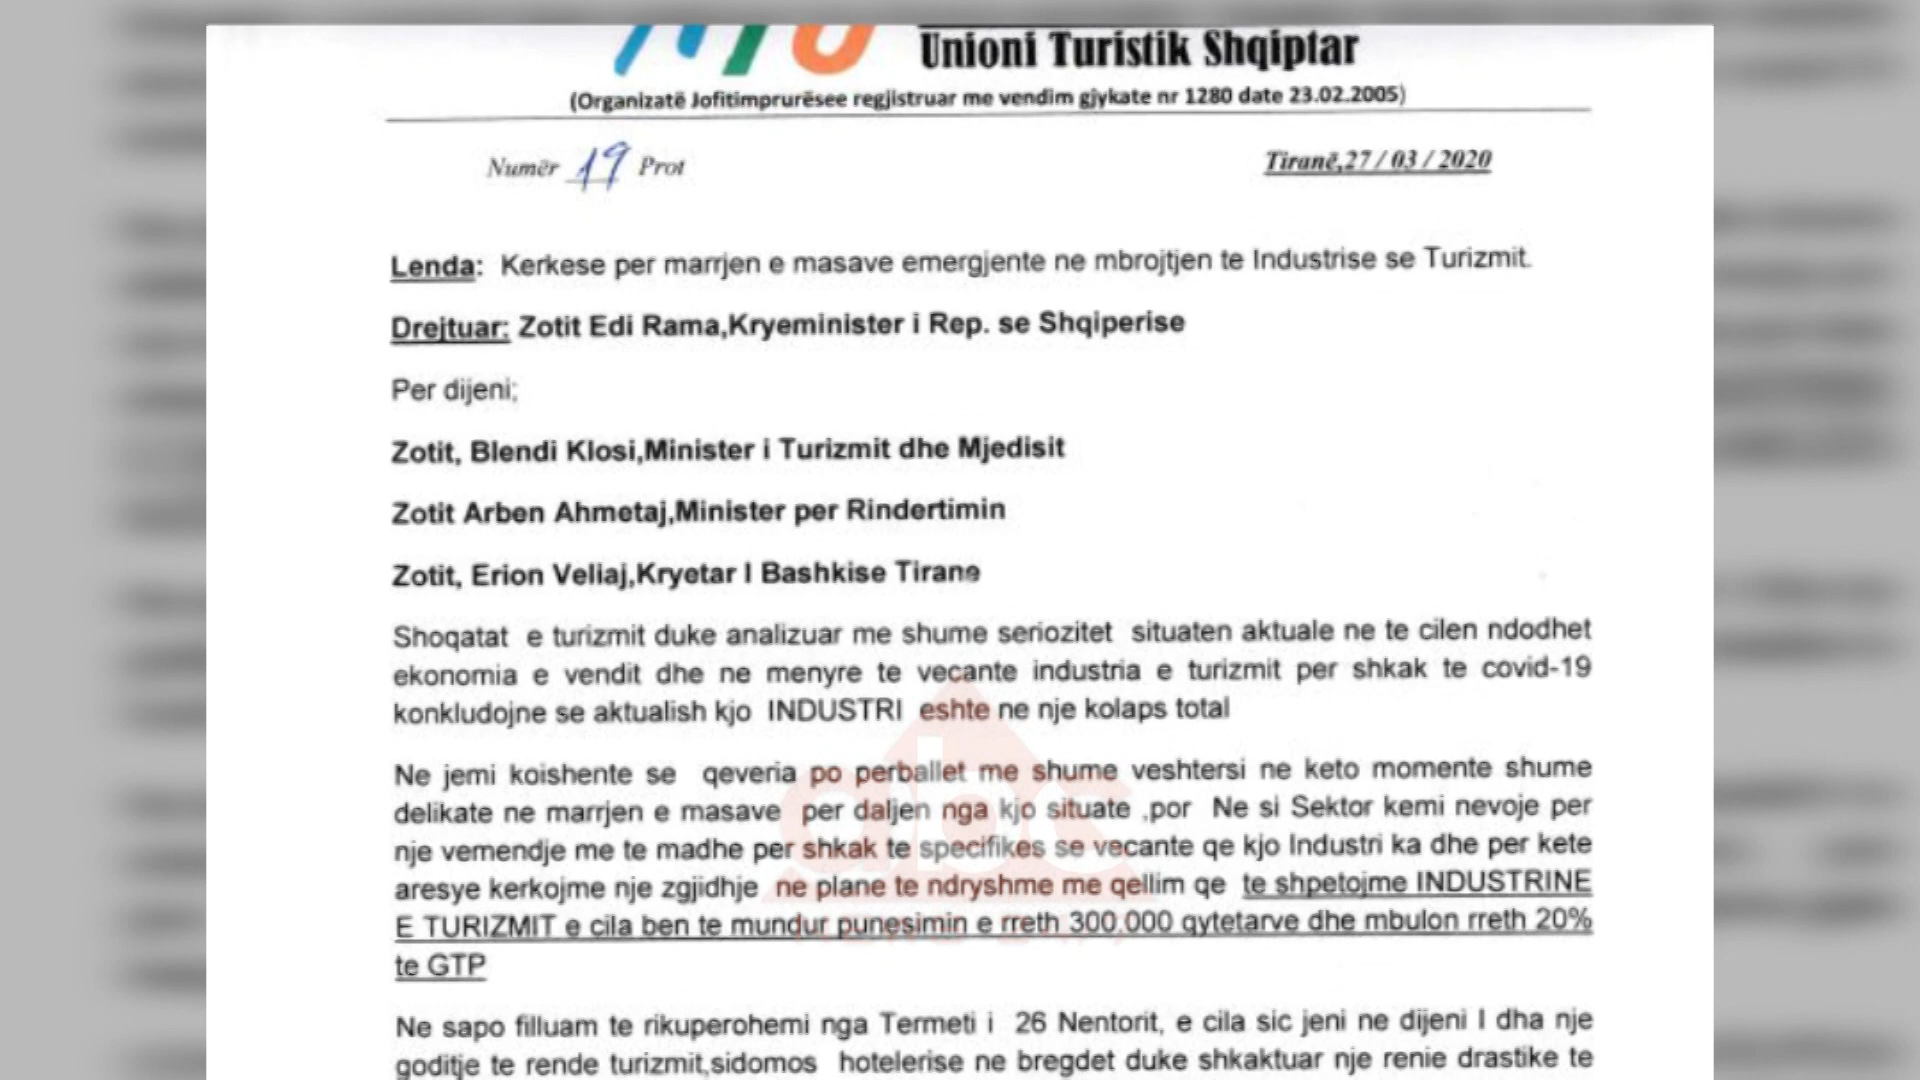 Unioni Turistik Shqiptar
(Organizatë Jofitimprurësee regjistruar me vendim gjykate nr 1280 date 23.02.2005)
Numër 19 Prot
Tiranë,27 / 03 / 2020
Lenda: Kerkese per marrjen e masave emergjente ne mbrojtjen te Industrise se Turizmit.
Drejtuar: Zotit Edi Rama,Kryeminister i Rep. se Shqiperise
Per dijeni;
Zotit, Blendi Klosi,Minister i Turizmit dhe Mjedisit
Zotit Arben Ahmetaj,Minister per Rindertimin
Zotit, Erion Veliaj,Kryetar I Bashkise Tirane
Shoqatat e turizmit duke analizuar me shume seriozitet situaten aktuale ne te cilen ndodhet
ekonomia e vendit dhe ne menyre te vecante industria e turizmit per shkak te covid-19
konkludojne se aktualish kjo INDUSTRI eshte ne nje kolaps total
Ne jemi koishente se qeveria po perballet me shume veshtersi ne keto momente shume
delikate ne marrjen e masave per daljen nga kjo situate ,por Ne si Sektor kemi nevoje per
nje vemendje me te madhe per shkak te specifikes se vecante qe kjo Industri ka dhe per kete
aresye kerkojme nje zgjidhje ne plane te ndryshme me qellim qe te shpetojme INDUSTRINE
E TURIZMIT e cila ben te mundur punesimin e rreth 300.000 qytetarve dhe mbulon rreth 20%
te GTP
Ne sapo filluam te rikuperohemi nga Termeti i 26 Nentorit, e cila sic jeni ne dijeni I dha nje
goditje te rende turizmit,sidomos hotelerise ne bregdet duke shkaktuar nje renie drastike te
abc